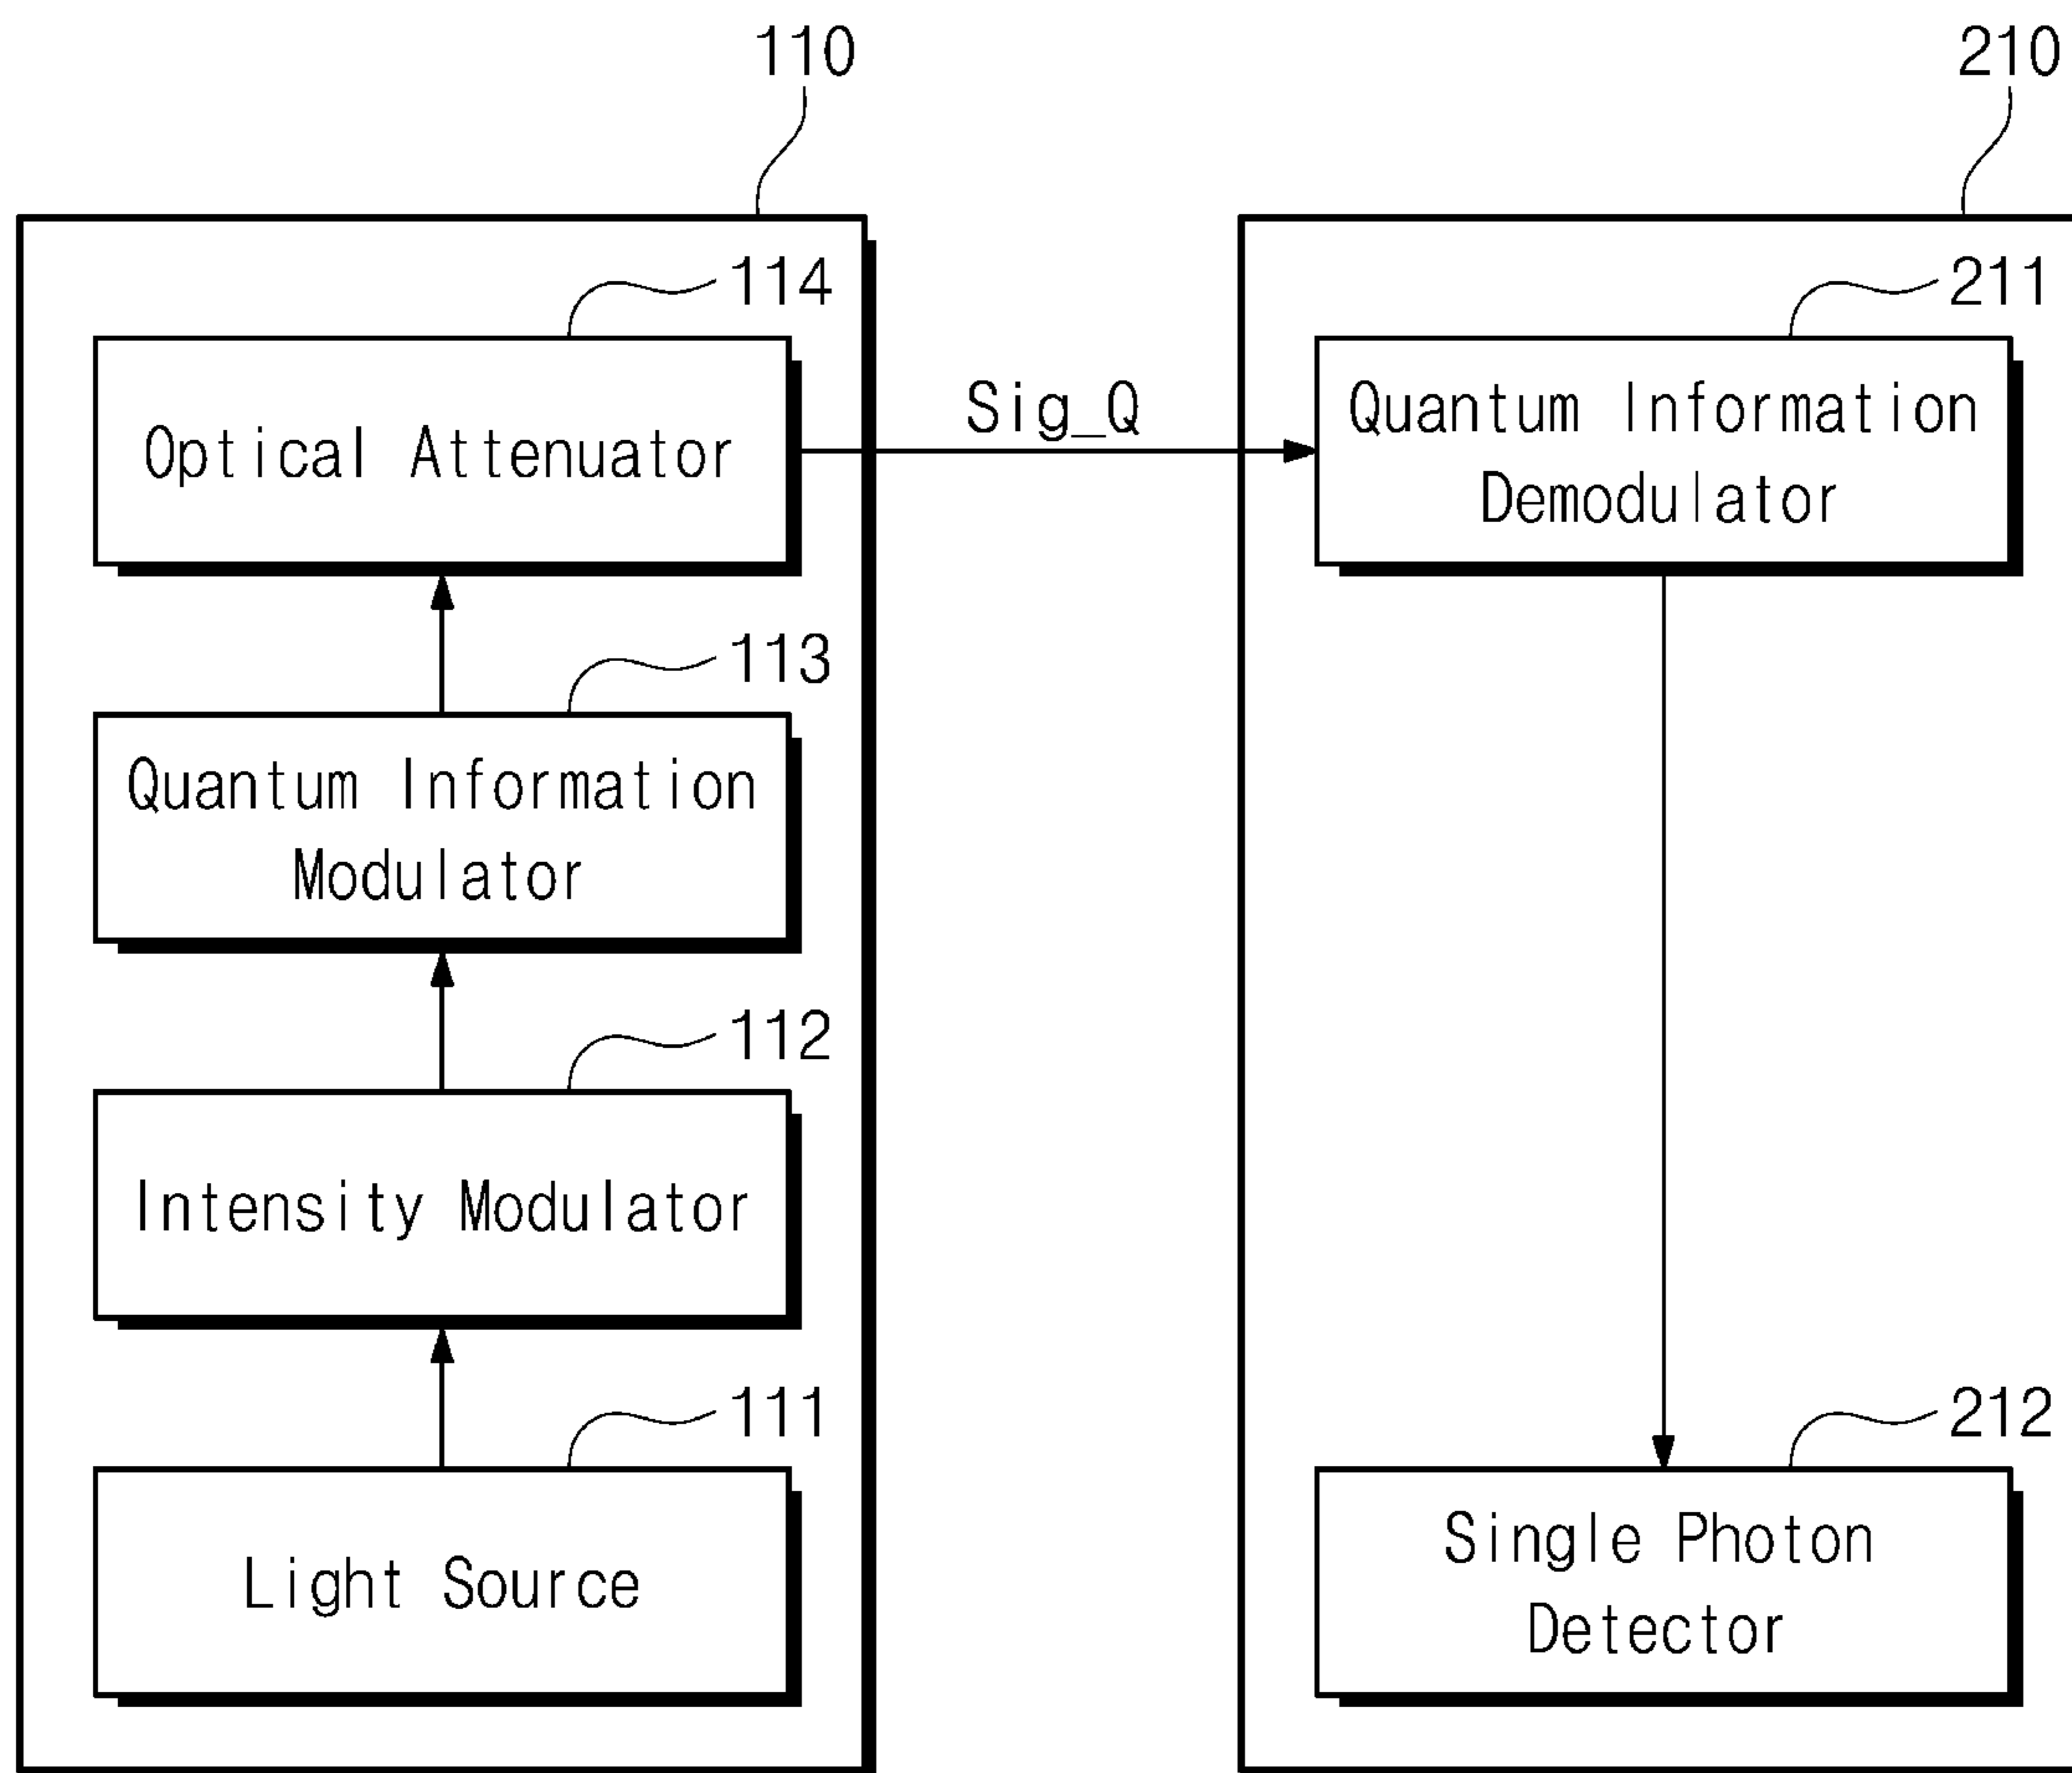 110
210
114
Optical Attenuator
Sig_Q
211
Quantum Information
Demodulator
113
Quantum Information
Modulator
112
Intensity Modulator
111
Light Source
212
Single Photon
Detector